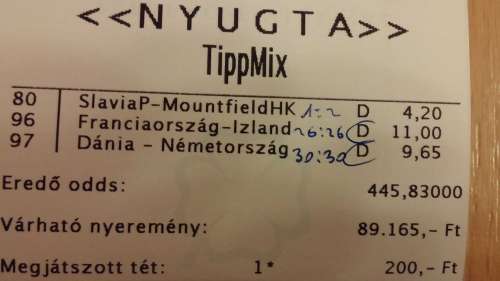 <<NYUGTA>>
TippMix
80 SlaviaP-MountfieldHK 1:2 D 4,20
96 Franciaország-Izland 26:26 D 11,00
97 Dánia - Németország 30:30 D 9,65
Eredő odds: 445,83000
Várható nyeremény: 89.165,- Ft
Megjátszott tét: 1* 200,- Ft